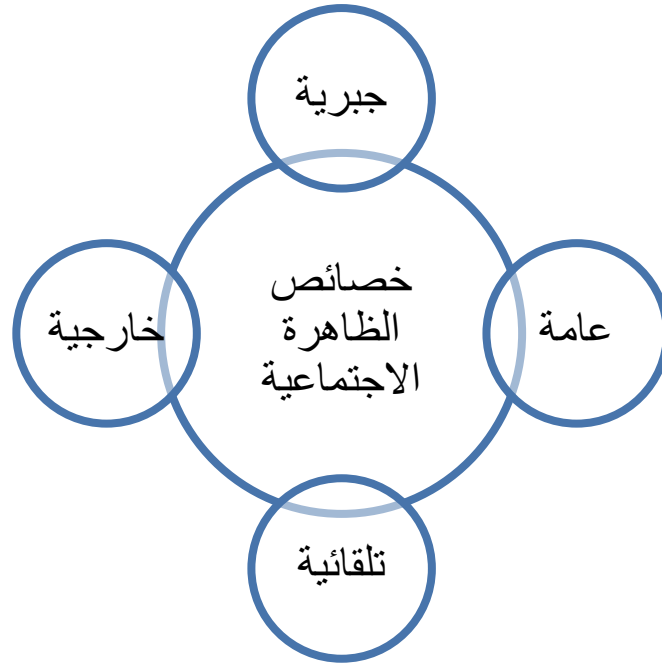 جبرية
خصائص
الظاهرة
الاجتماعية
عامة
خارجية
تلقائية